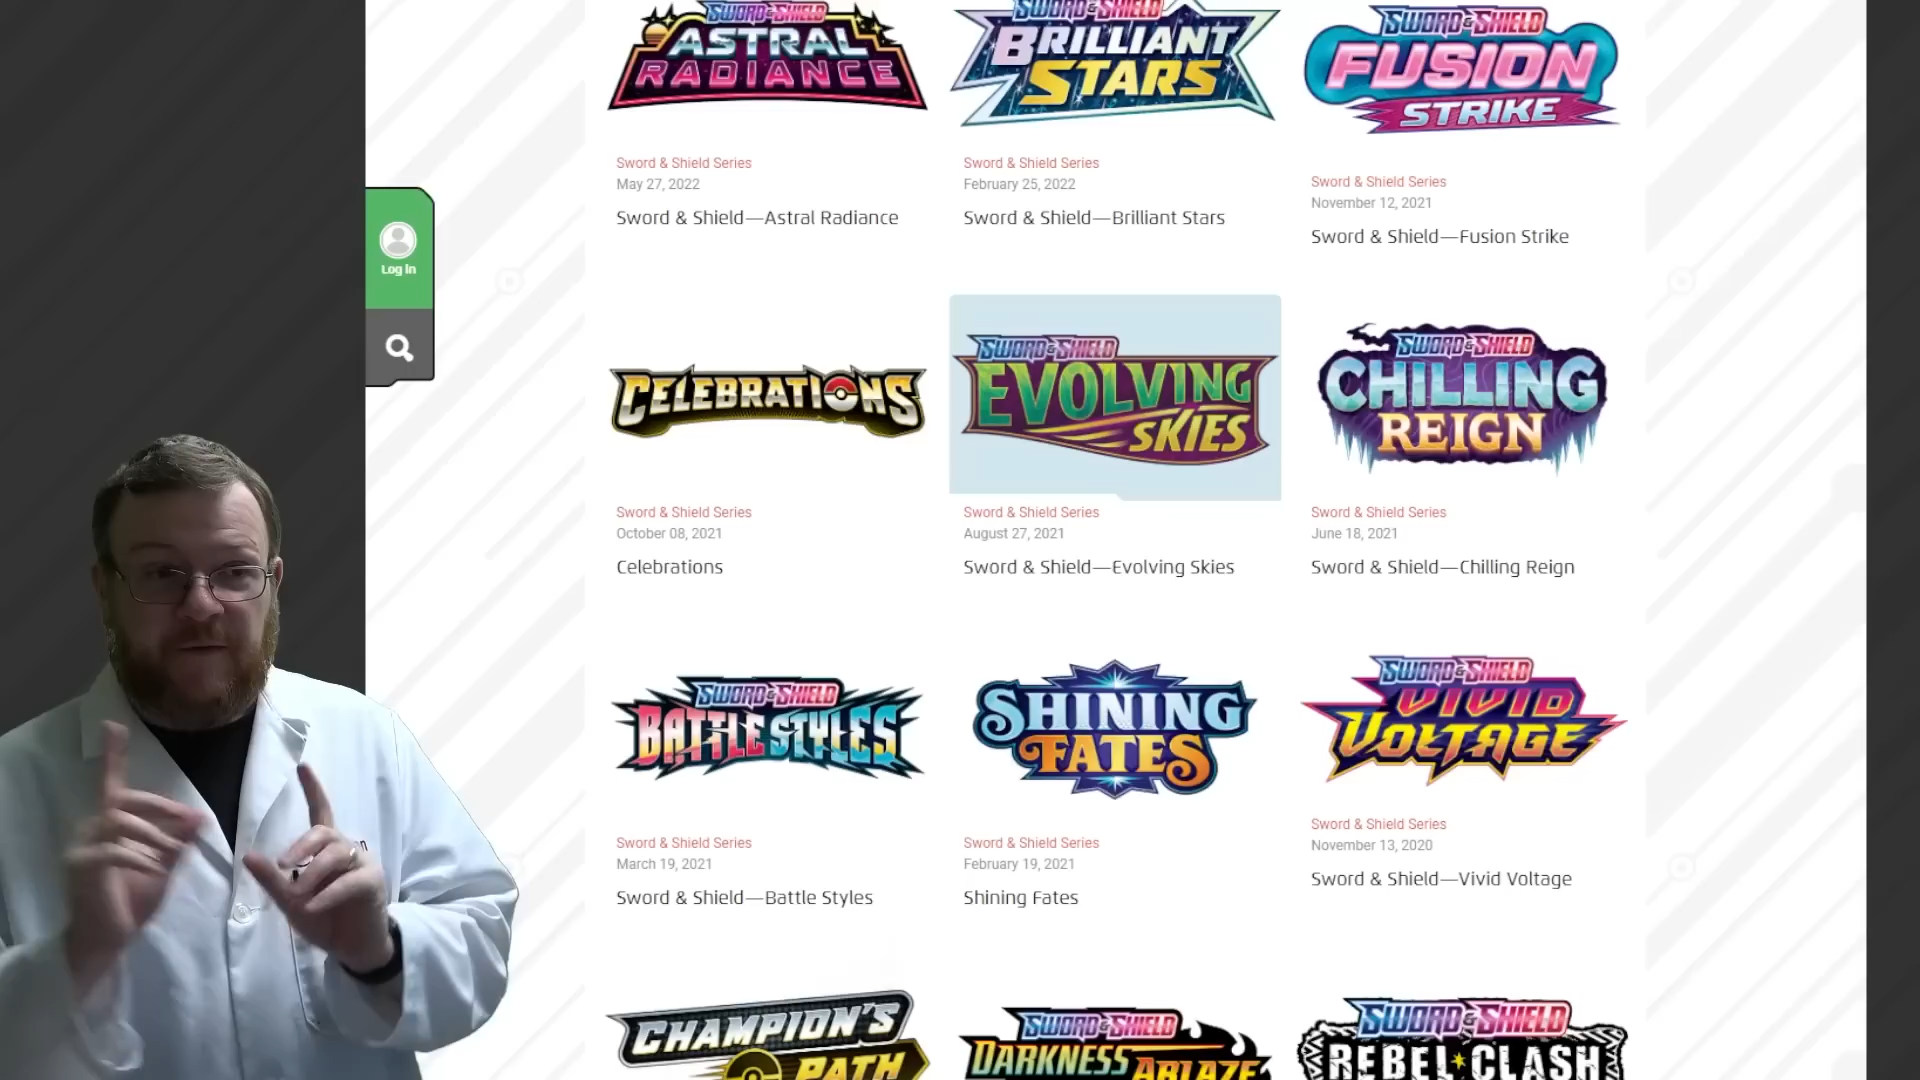 SWORD & SHIELD
ASTRAL
RADIANCE
SWORD & SHIELD
BRILLIANT
STARS
SWORD & SHIELD
FUSION
STRIKE
Sword & Shield Series
May 27, 2022
Sword & Shield—Astral Radiance
Sword & Shield Series
February 25, 2022
Sword & Shield—Brilliant Stars
Sword & Shield Series
November 12, 2021
Sword & Shield—Fusion Strike
Log in
CELEBRATIONS
SWORD & SHIELD
EVOLVING
SKIES
SWORD & SHIELD
CHILLING
REIGN
Sword & Shield Series
October 08, 2021
Celebrations
Sword & Shield Series
August 27, 2021
Sword & Shield—Evolving Skies
Sword & Shield Series
June 18, 2021
Sword & Shield—Chilling Reign
SWORD & SHIELD
BATTLE STYLES
SHINING
FATES
SWORD & SHIELD
VIVID
VOLTAGE
Sword & Shield Series
March 19, 2021
Sword & Shield—Battle Styles
Sword & Shield Series
February 19, 2021
Shining Fates
Sword & Shield Series
November 13, 2020
Sword & Shield—Vivid Voltage
CHAMPION'S
PATH
SWORD & SHIELD
DARKNESS ABLAZE
SWORD & SHIELD
REBEL CLASH